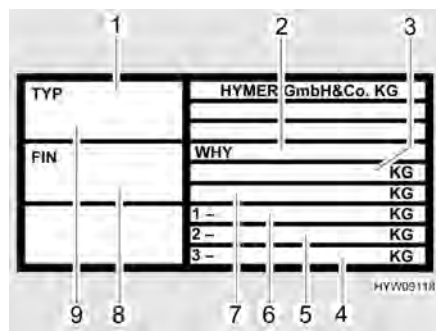 1 2 3
TYP
HYMER GmbH&Co. KG
FIN
WHY
KG
KG
1 – KG
2 – KG
3 – KG
HYW0911/8
9 8 7 6 5 4